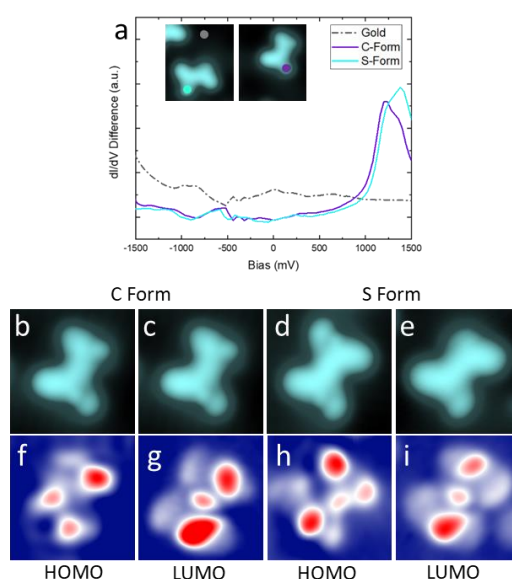 a
Gold
C-Form
S-Form
dI/dV Difference (a.u.)
-1500 -1000 -500 0 500 1000 1500
Bias (mV)
C Form S Form
b c d e
f g h i
HOMO LUMO HOMO LUMO